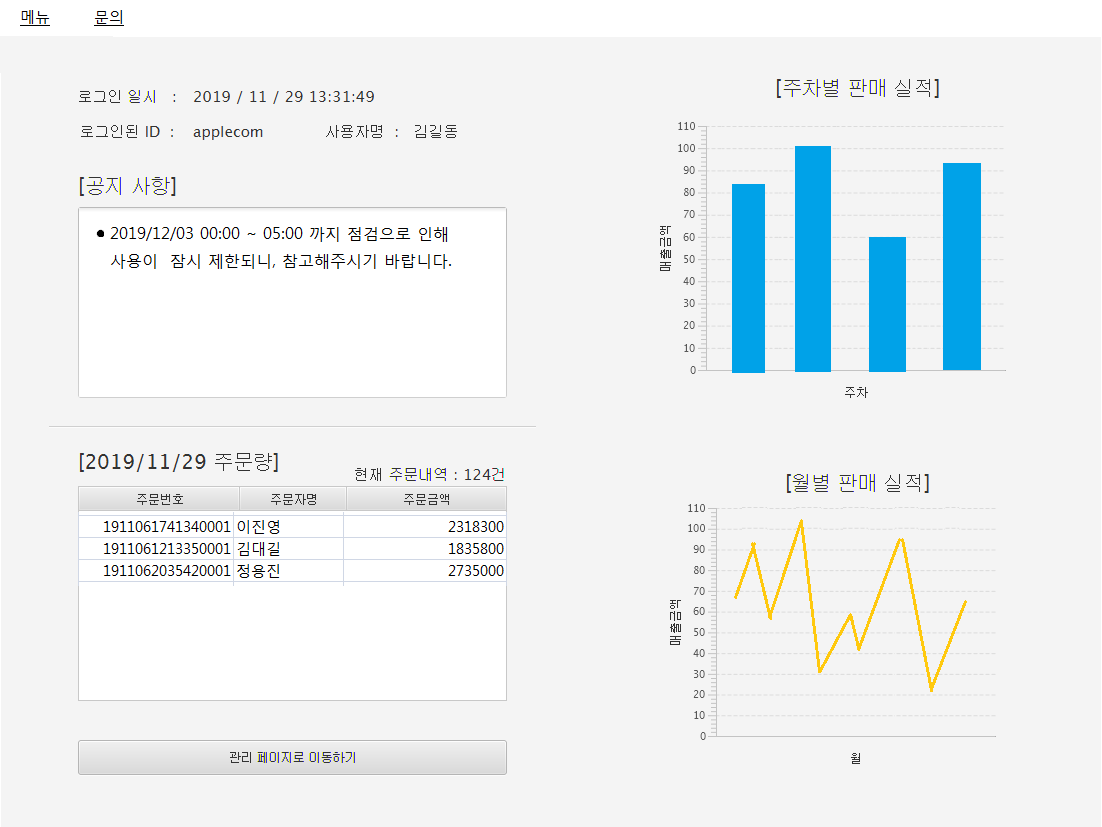 메뉴 문의
로그인 일시 : 2019 / 11 / 29 13:31:49
로그인된 ID : applecom 사용자명 : 김길동
[공지 사항]
● 2019/12/03 00:00 ~ 05:00 까지 점검으로 인해
사용이 잠시 제한되니, 참고해주시기 바랍니다.
[2019/11/29 주문량]
현재 주문내역 : 124건
주문번호 주문자명 주문금액
1911061741340001 이진영 2318300
1911061213350001 김대길 1835800
1911062035420001 정용진 2735000
관리 페이지로 이동하기
[주차별 판매 실적]
110
100
90
80
70
60
50
40
30
20
10
0
매출금액
주차
[월별 판매 실적]
110
100
90
80
70
60
50
40
30
20
10
0
매출금액
월